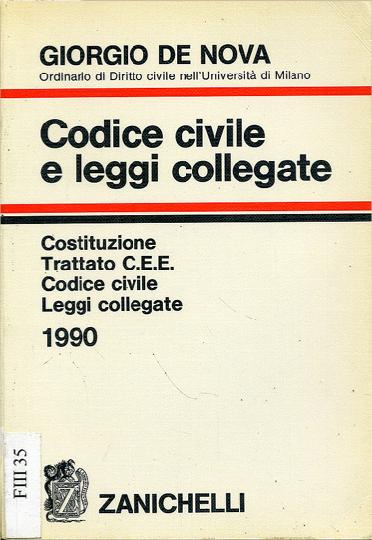 GIORGIO DE NOVA
Ordinario di Diritto civile nell'Università di Milano
Codice civile
e leggi collegate
Costituzione
Trattato C.E.E.
Codice civile
Leggi collegate
1990
FIII 35
ZANICHELLI